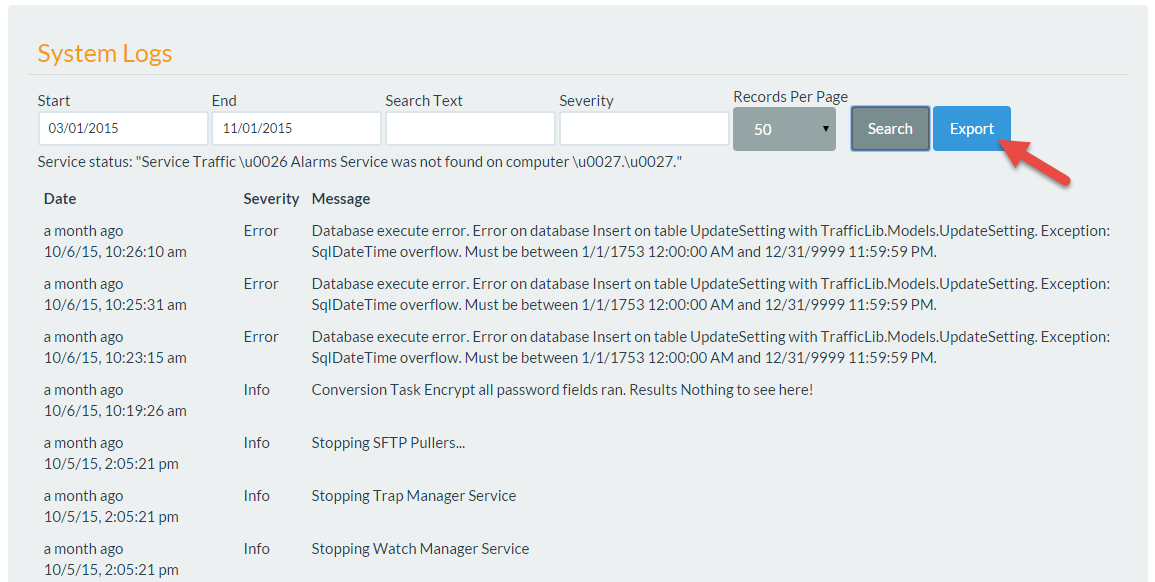 System Logs
Start End Search Text Severity Records Per Page
03/01/2015 11/01/2015 50 Search Export
Service status: "Service Traffic \u0026 Alarms Service was not found on computer \u0027.\u0027."
Date Severity Message
a month ago Error Database execute error. Error on database Insert on table UpdateSetting with TrafficLib.Models.UpdateSetting. Exception:
10/6/15, 10:26:10 am SqlDateTime overflow. Must be between 1/1/1753 12:00:00 AM and 12/31/9999 11:59:59 PM.
a month ago Error Database execute error. Error on database Insert on table UpdateSetting with TrafficLib.Models.UpdateSetting. Exception:
10/6/15, 10:25:31 am SqlDateTime overflow. Must be between 1/1/1753 12:00:00 AM and 12/31/9999 11:59:59 PM.
a month ago Error Database execute error. Error on database Insert on table UpdateSetting with TrafficLib.Models.UpdateSetting. Exception:
10/6/15, 10:23:15 am SqlDateTime overflow. Must be between 1/1/1753 12:00:00 AM and 12/31/9999 11:59:59 PM.
a month ago Info Conversion Task Encrypt all password fields ran. Results Nothing to see here!
10/6/15, 10:19:26 am
a month ago Info Stopping SFTP Pullers...
10/5/15, 2:05:21 pm
a month ago Info Stopping Trap Manager Service
10/5/15, 2:05:21 pm
a month ago Info Stopping Watch Manager Service
10/5/15, 2:05:21 pm